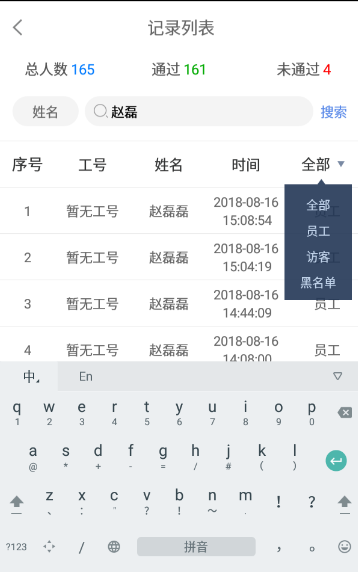 记录列表
总人数 165 通过 161 未通过 4
姓名 赵磊 搜索
序号 工号 姓名 时间 全部
1 暂无工号 赵磊磊 2018-08-16 15:08:54
2 暂无工号 赵磊磊 2018-08-16 15:04:19
3 暂无工号 赵磊磊 2018-08-16 14:44:09 员工
4 暂无工号 赵磊磊 2018-08-16 14:08:00 员工
全部
员工
访客
黑名单
中 En
q w e r t y u i o p
1 2 3 4 5 6 7 8 9 0
a s d f g h j k l
@ * + - = / # ( )
z x c v b n m ! ?
、 : " ? ! ～ .
?123 / 拼音 ， 。